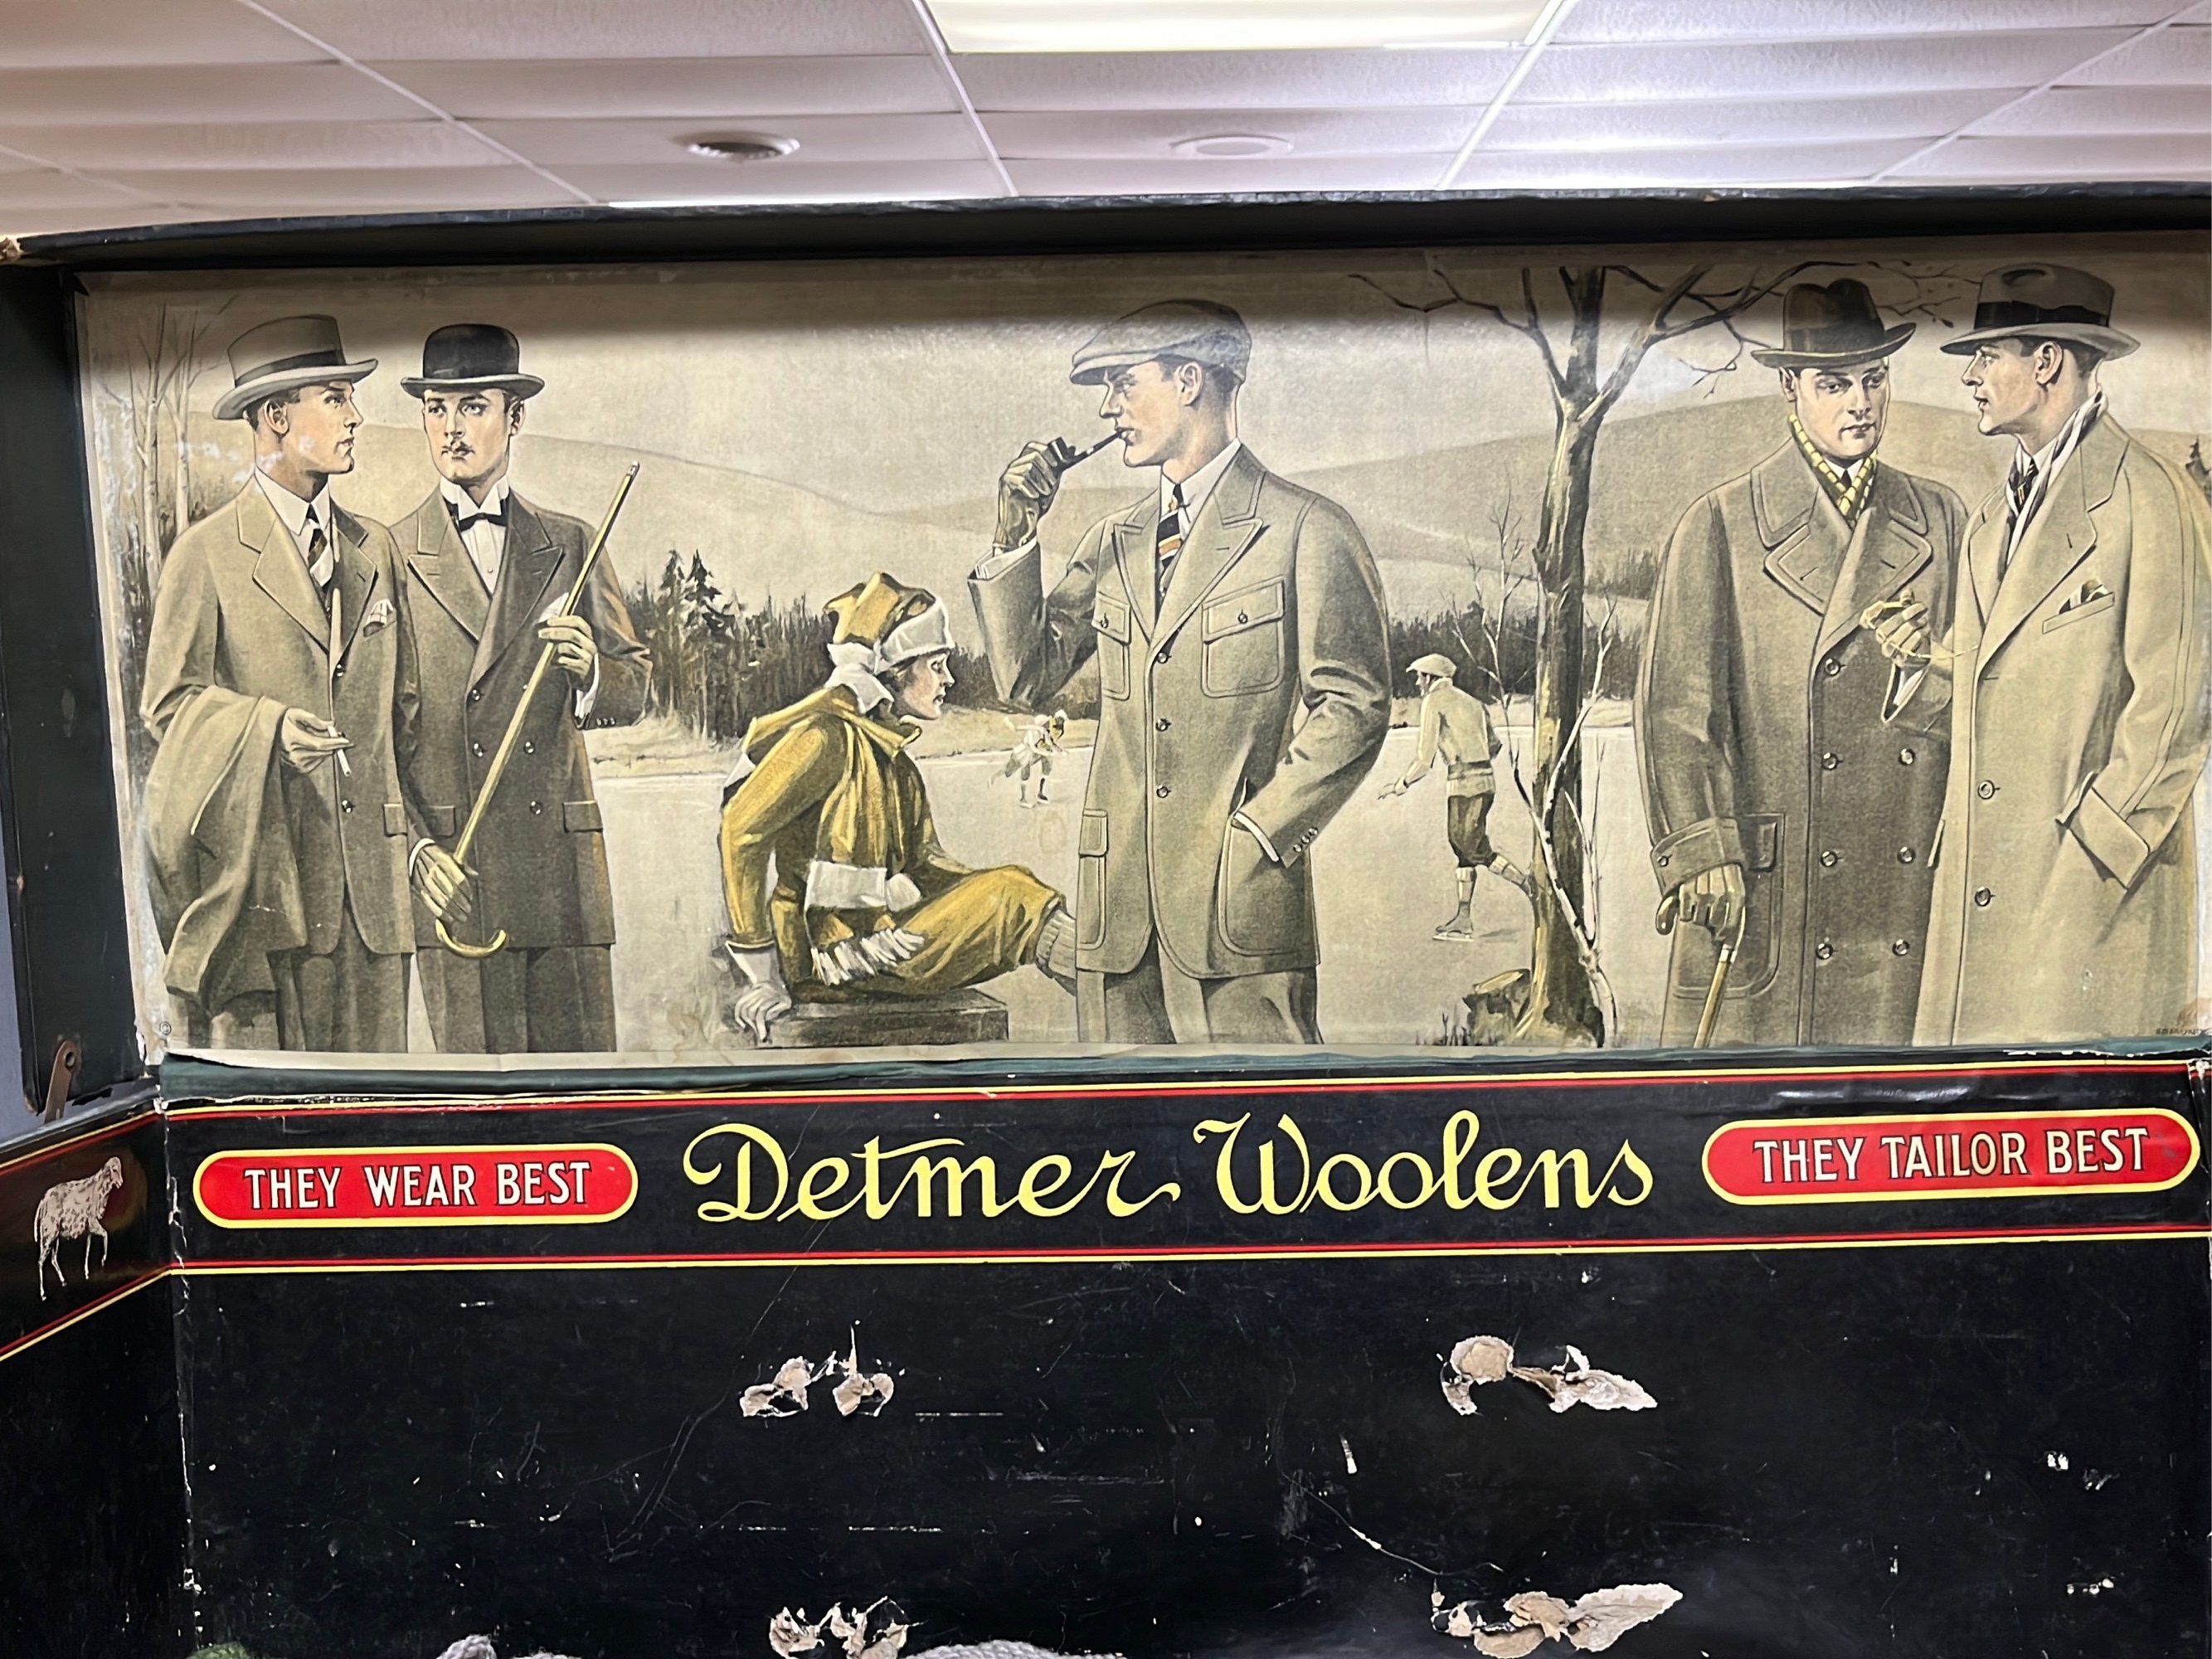 THEY WEAR BEST
Detmer Woolens
THEY TAILOR BEST